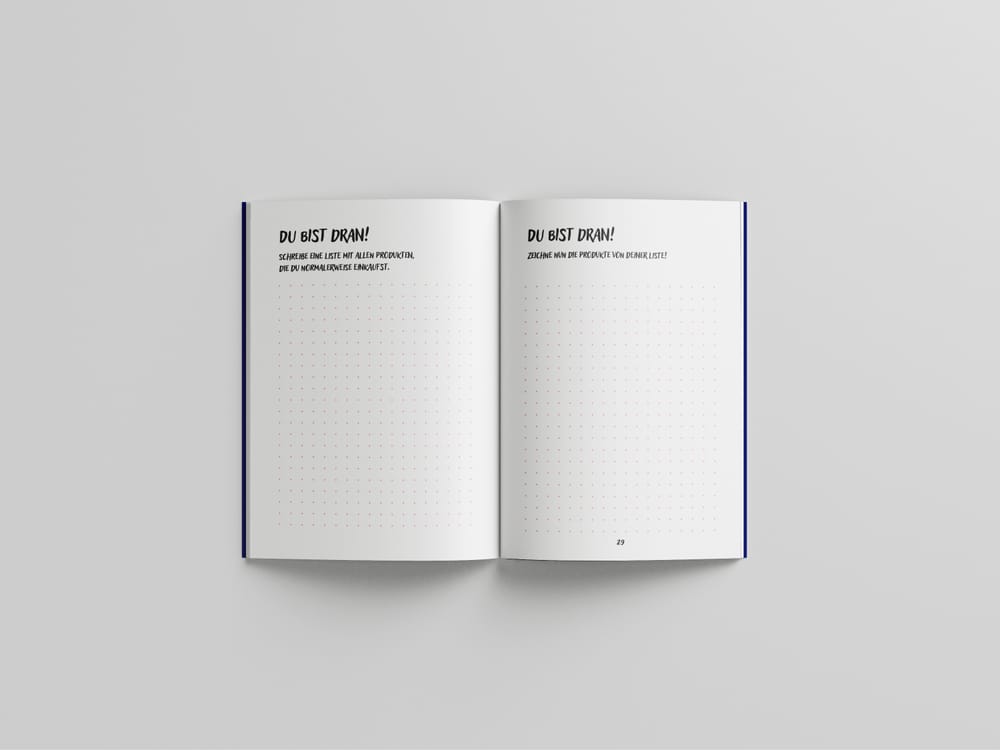 DU BIST DRAN!
SCHREIBE EINE LISTE MIT ALLEN PRODUKTEN,
DIE DU NORMALERWEISE EINKAUFST.
DU BIST DRAN!
ZEICHNE NUN DIE PRODUKTE VON DEINER LISTE!
29